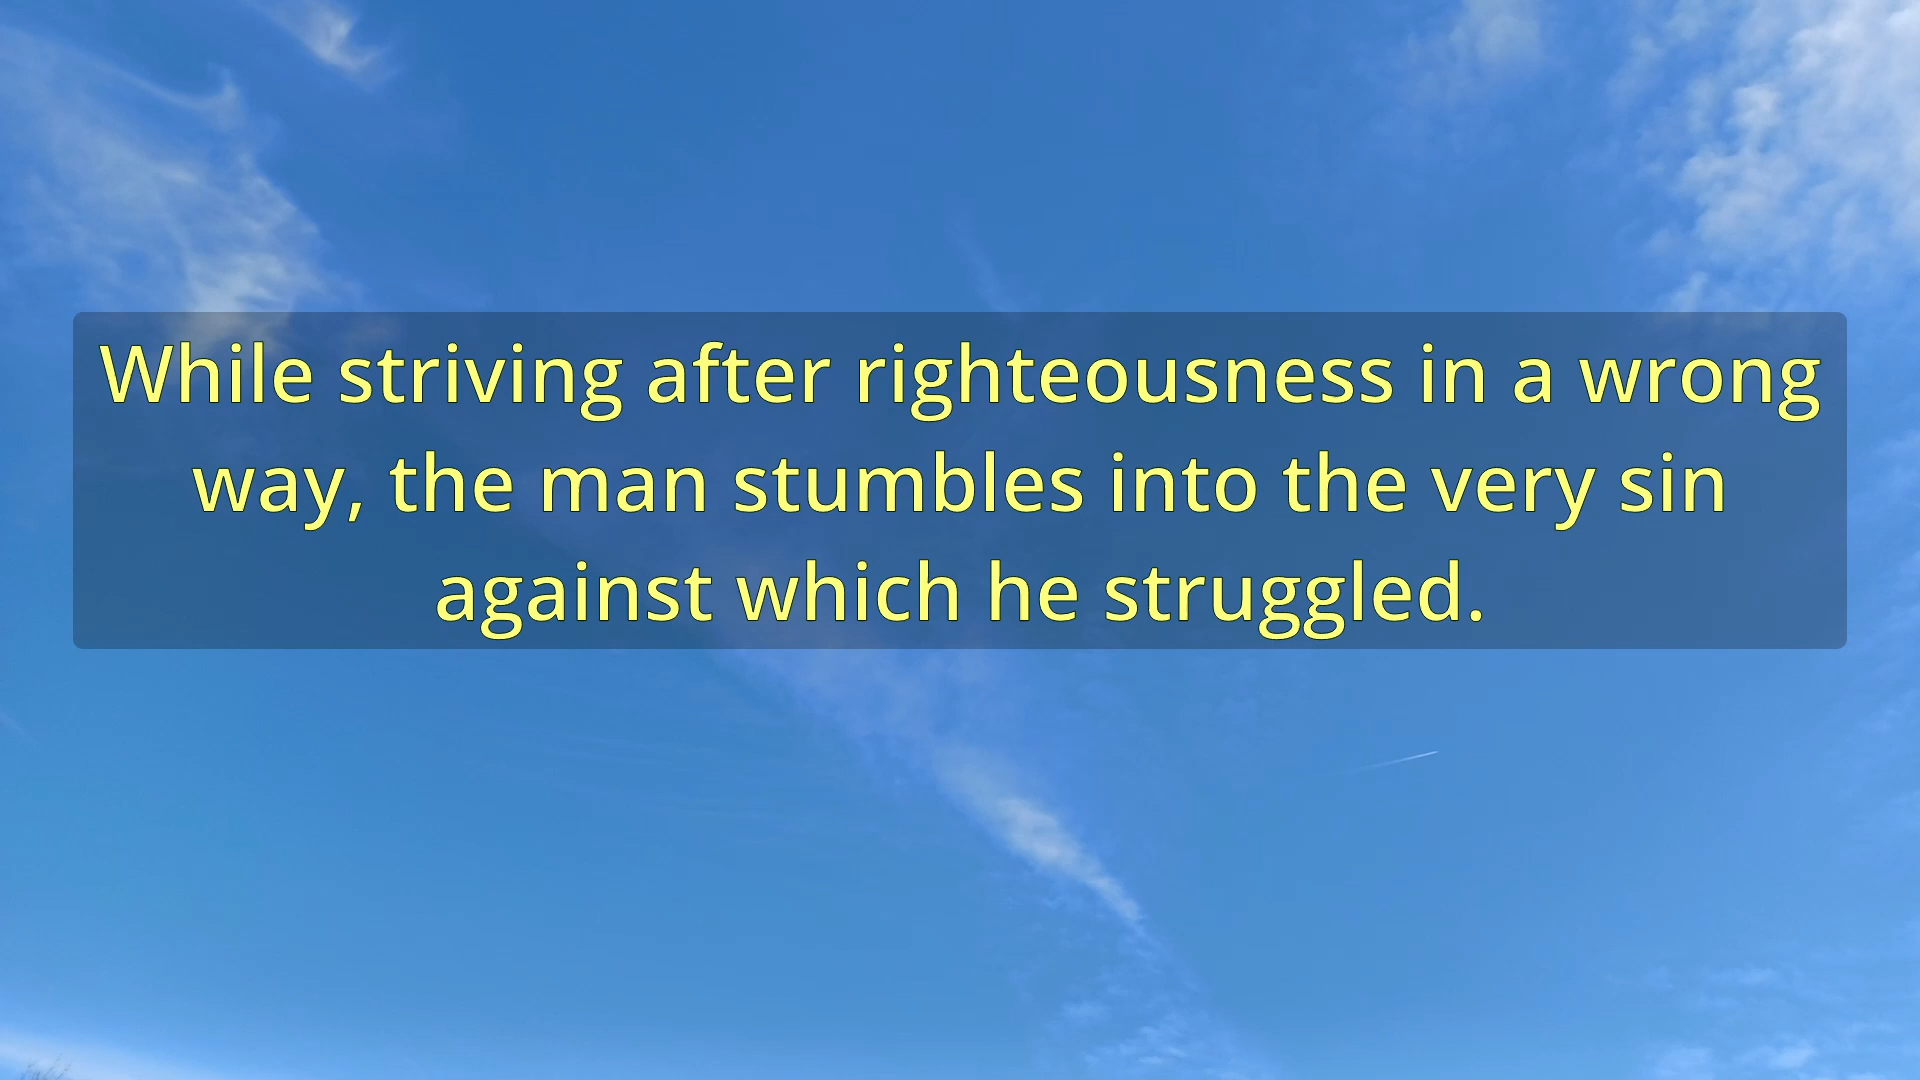 While striving after righteousness in a wrong
way, the man stumbles into the very sin
against which he struggled.